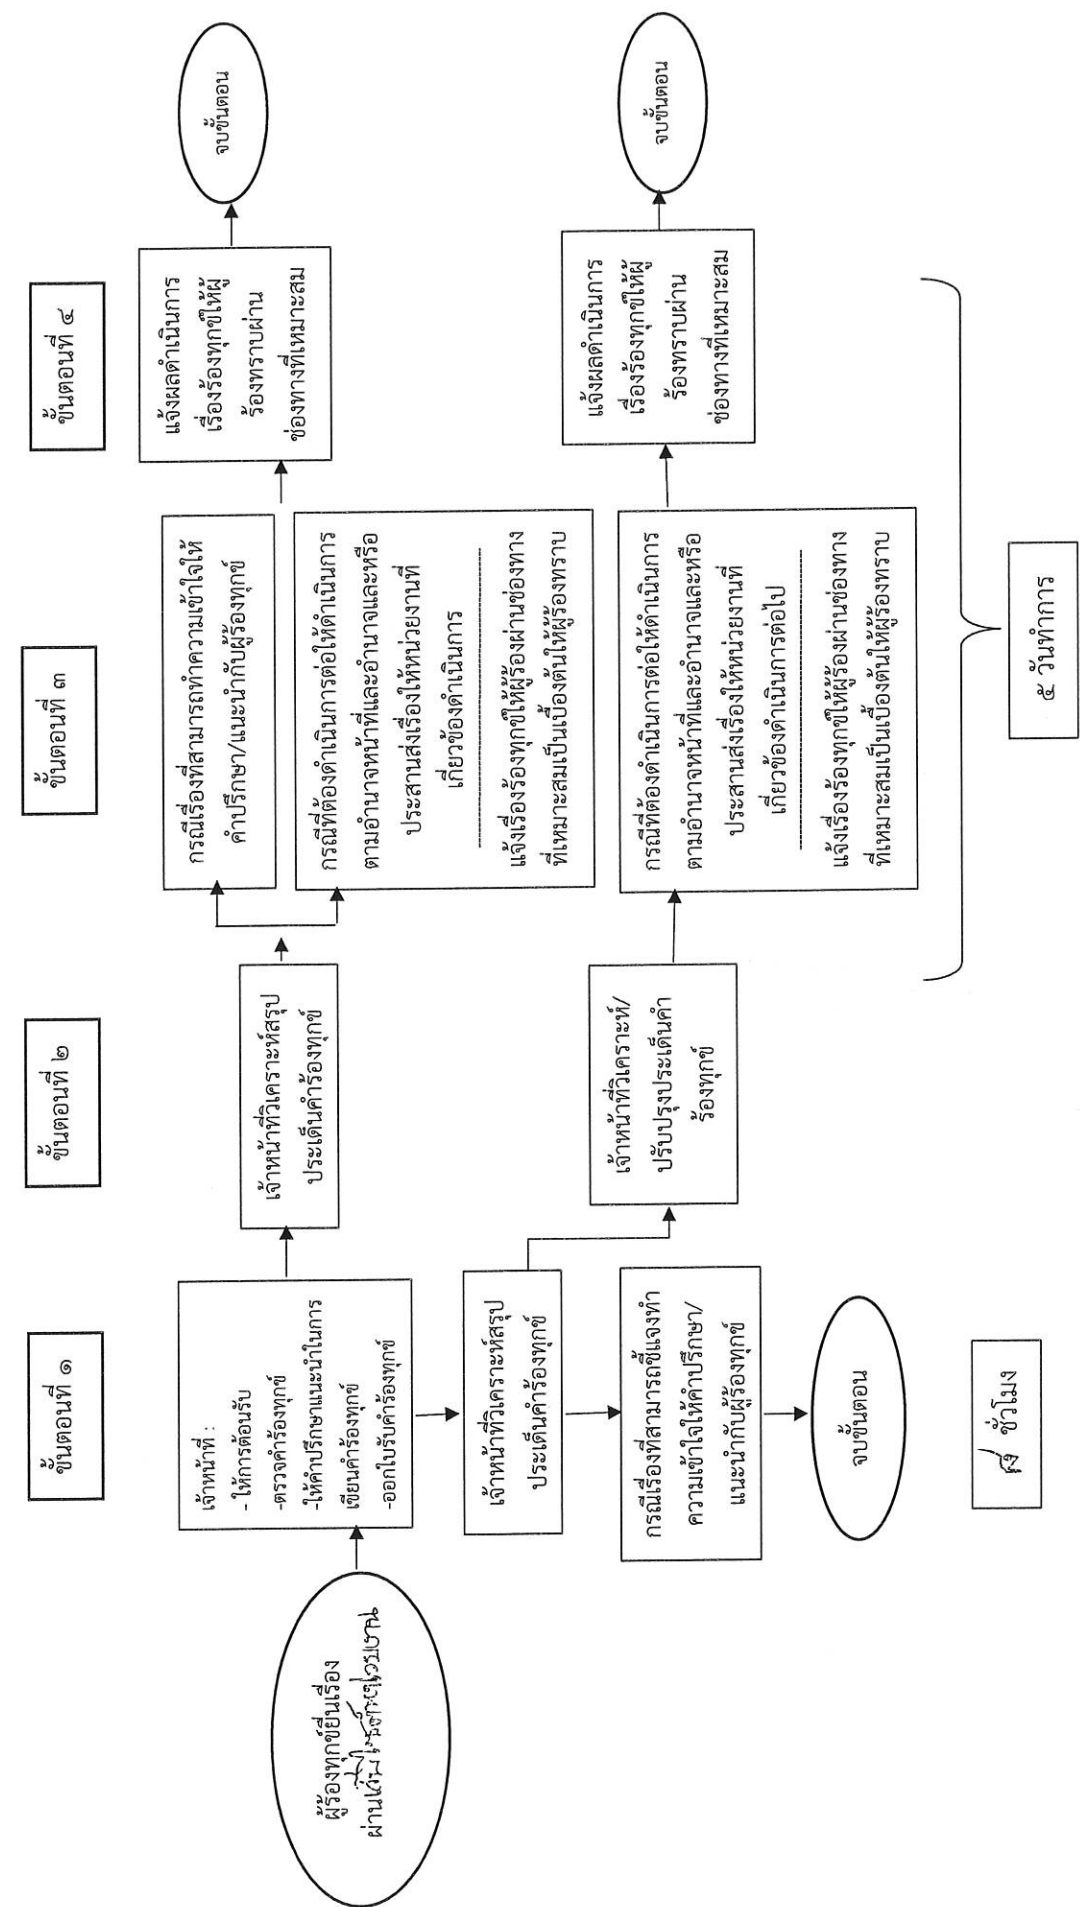 ขั้นตอนที่ ๑
ขั้นตอนที่ ๒
ขั้นตอนที่ ๓
ขั้นตอนที่ ๔
ผู้ร้องทุกข์ยื่นเรื่อง
ผ่าน
เจ้าหน้าที่ :
- ให้การต้อนรับ
-ตรวจคำร้องทุกข์
-ให้คำปรึกษาแนะนำในการ
เขียนคำร้องทุกข์
-ออกใบรับคำร้องทุกข์
เจ้าหน้าที่วิเคราะห์สรุป
ประเด็นคำร้องทุกข์
กรณีเรื่องที่สามารถทำความเข้าใจให้
คำปรึกษา/แนะนำกับผู้ร้องทุกข์
กรณีที่ต้องดำเนินการต่อให้ดำเนินการ
ตามอำนาจหน้าที่และอำนาจและหรือ
ประสานส่งเรื่องให้หน่วยงานที่
เกี่ยวข้องดำเนินการ
แจ้งเรื่องร้องทุกข์ให้ผู้ร้องผ่านช่องทาง
ที่เหมาะสมเป็นเบื้องต้นให้ผู้ร้องทราบ
แจ้งผลดำเนินการ
เรื่องร้องทุกข์ให้ผู้
ร้องทราบผ่าน
ช่องทางที่เหมาะสม
จบขั้นตอน
เจ้าหน้าที่วิเคราะห์สรุป
ประเด็นคำร้องทุกข์
เจ้าหน้าที่วิเคราะห์/
ปรับปรุงประเด็นคำ
ร้องทุกข์
กรณีที่ต้องดำเนินการต่อให้ดำเนินการ
ตามอำนาจหน้าที่และอำนาจและหรือ
ประสานส่งเรื่องให้หน่วยงานที่
เกี่ยวข้องดำเนินการต่อไป
แจ้งเรื่องร้องทุกข์ให้ผู้ร้องผ่านช่องทาง
ที่เหมาะสมเป็นเบื้องต้นให้ผู้ร้องทราบ
แจ้งผลดำเนินการ
เรื่องร้องทุกข์ให้ผู้
ร้องทราบผ่าน
ช่องทางที่เหมาะสม
จบขั้นตอน
กรณีเรื่องที่สามารถชี้แจงทำ
ความเข้าใจให้คำปรึกษา/
แนะนำกับผู้ร้องทุกข์
จบขั้นตอน
ชั่วโมง
๕ วันทำการ